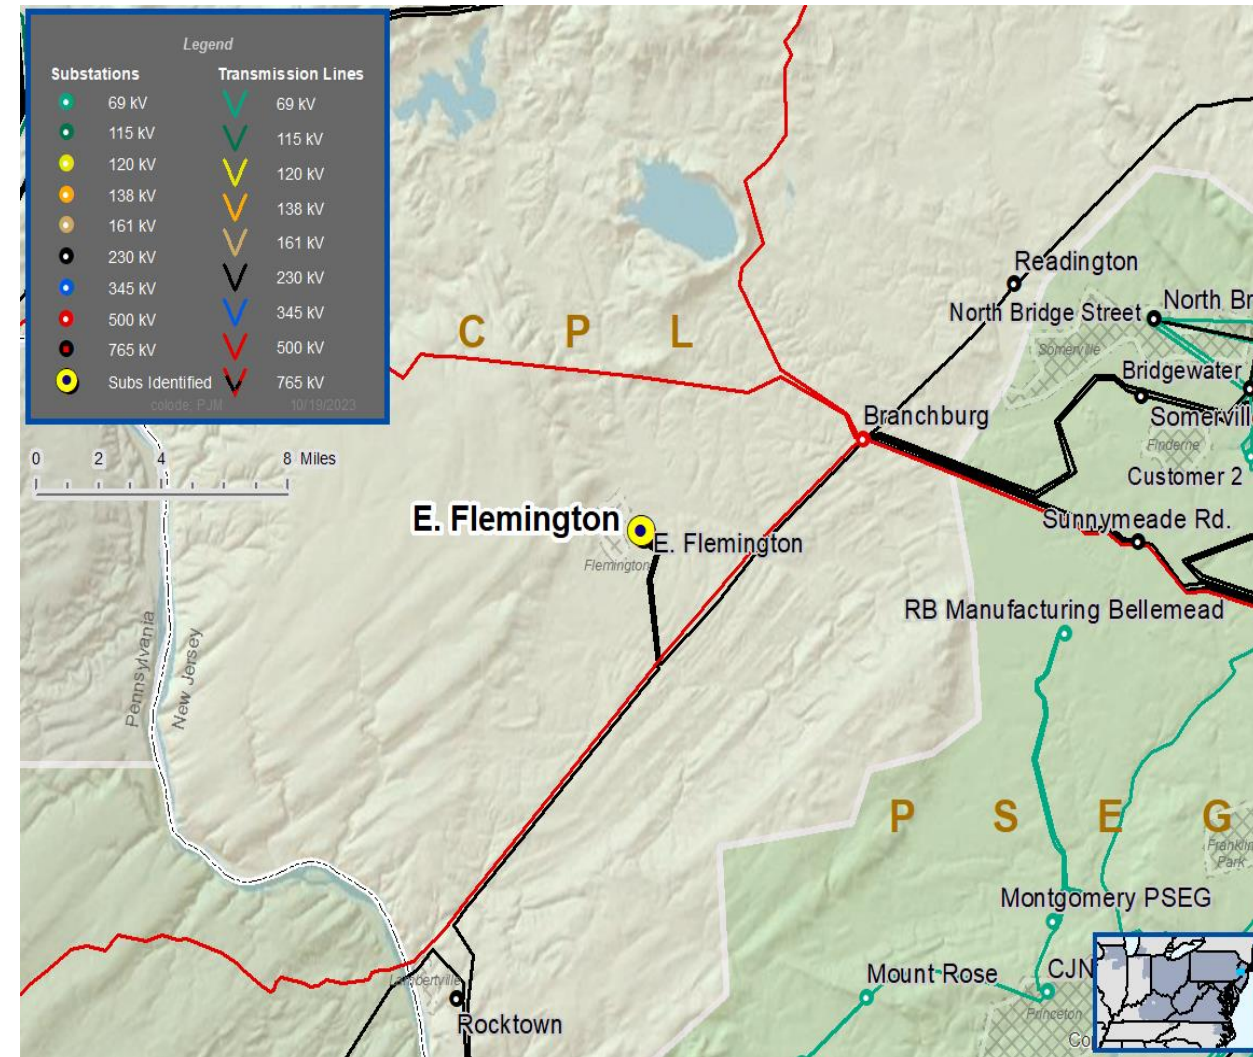 Legend
Substations
Transmission Lines
69 kV
69 kV
115 kV
115 kV
120 kV
120 kV
138 kV
138 kV
161 kV
161 kV
230 kV
230 kV
345 kV
345 kV
500 kV
500 kV
765 kV
Subs Identified
765 kV
colode: PJM
10/19/2023
0 2 4 8 Miles
C P L
Readington
North Bridge Street
North Br
Somerville
Bridgewater
Somerville
Branchburg
Finderne
Customer 2
E. Flemington
E. Flemington
Flemington
Sunnymeade Rd.
RB Manufacturing Bellemead
Pennsylvania
New Jersey
P S E G
Franklin
Park
Montgomery PSEG
Mount Rose
CJN
Princeton
Co
Lambertville
Rocktown